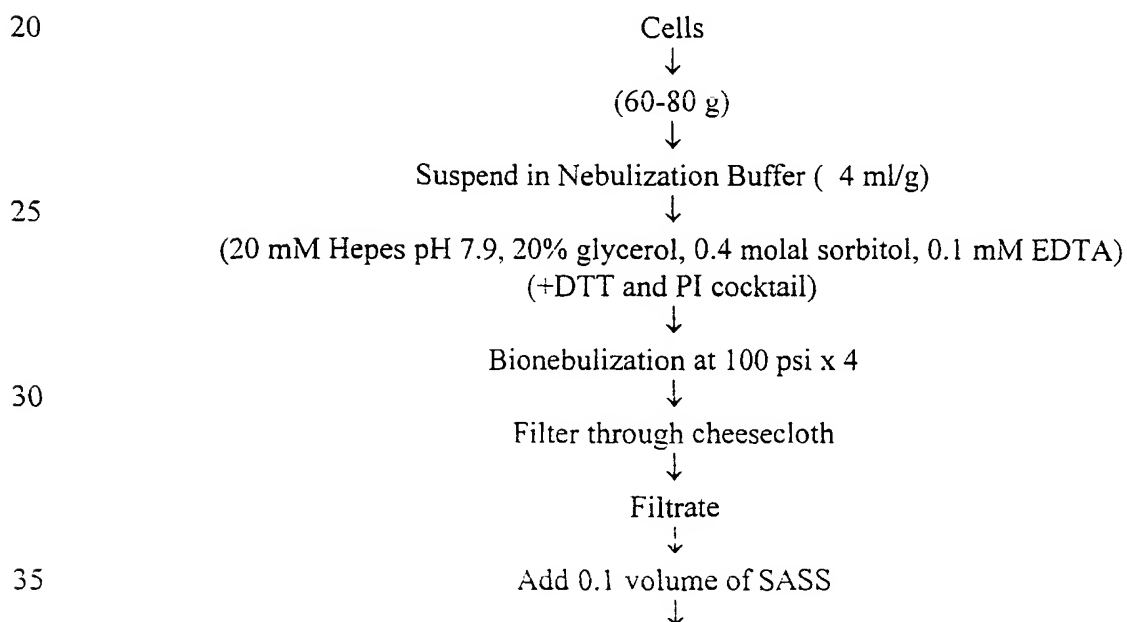 20 Cells
↓
(60-80 g)
↓
Suspend in Nebulization Buffer ( 4 ml/g)
25 ↓
(20 mM Hepes pH 7.9, 20% glycerol, 0.4 molal sorbitol, 0.1 mM EDTA)
(+DTT and PI cocktail)
↓
Bionebulization at 100 psi x 4
30 ↓
Filter through cheesecloth
↓
Filtrate
↓
35 Add 0.1 volume of SASS
↓